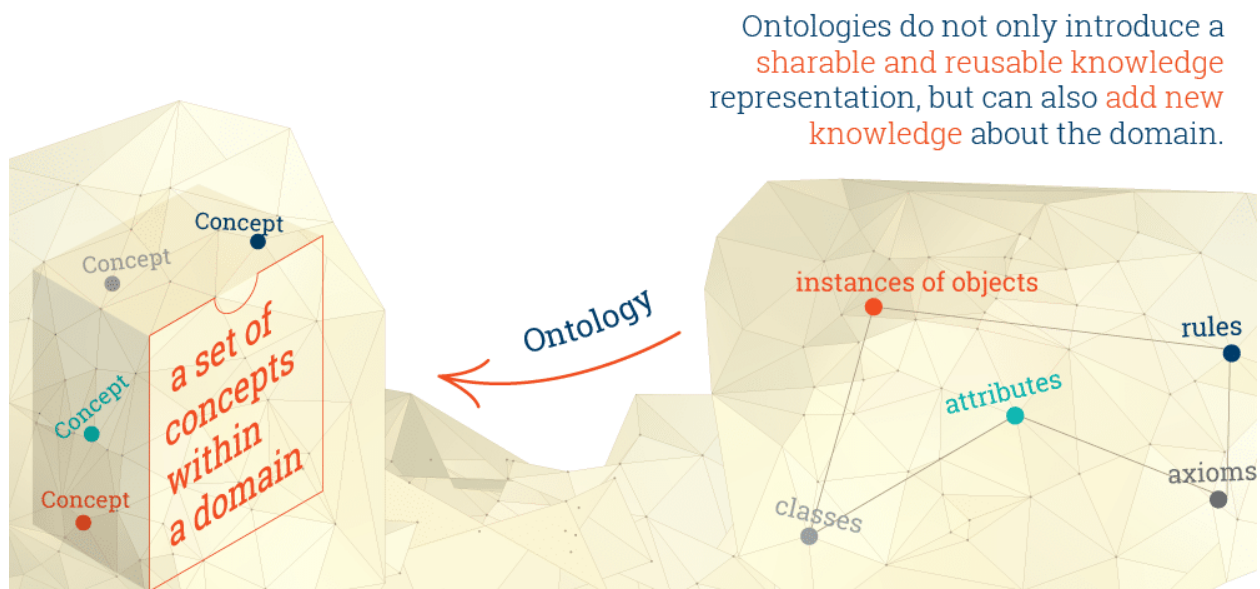 Ontologies do not only introduce a
sharable and reusable knowledge
representation, but can also add new
knowledge about the domain.
Concept
Concept
Concept
Concept
a set of
concepts
within
a domain
Ontology
instances of objects
rules
attributes
axioms
classes